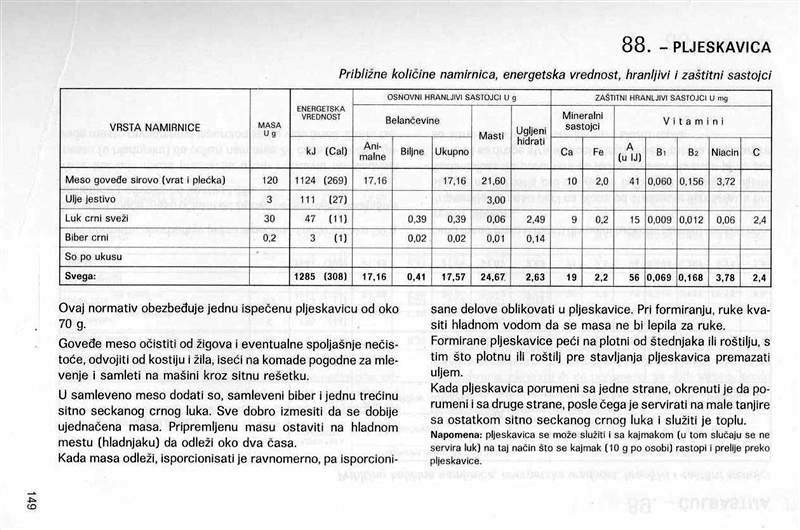 88. – PLJESKAVICA
Približne količine namirnica, energetska vrednost, hranljivi i zaštitni sastojci
VRSTA NAMIRNICE | MASA U g | ENERGETSKA VREDNOST | OSNOVNI HRANLJIVI SASTOJCI U g | ZAŠTITNI HRANLJIVI SASTOJCI U mg
Belančevine | Masti | Ugljeni hidrati | Mineralni sastojci | Vitamini
kJ (Cal) | Ani-malne | Biljne | Ukupno | Ca | Fe | A (u IJ) | B1 | B2 | Niacin | C
Meso goveđe sirovo (vrat i plećka) 120 1124 (269) 17,16 17,16 21,60 10 2,0 41 0,060 0,156 3,72
Ulje jestivo 3 111 (27) 3,00
Luk crni sveži 30 47 (11) 0,39 0,39 0,06 2,49 9 0,2 15 0,009 0,012 0,06 2,4
Biber crni 0,2 3 (1) 0,02 0,02 0,01 0,14
So po ukusu
Svega: 1285 (308) 17,16 0,41 17,57 24,67 2,63 19 2,2 56 0,069 0,168 3,78 2,4
Ovaj normativ obezbeđuje jednu ispečenu pljeskavicu od oko
70 g.
Goveđe meso očistiti od žigova i eventualne spoljašnje nečis-
toće, odvojiti od kostiju i žila, iseći na komade pogodne za mle-
venje i samleti na mašini kroz sitnu rešetku.
U samleveno meso dodati so, samleveni biber i jednu trećinu
sitno seckanog crnog luka. Sve dobro izmesiti da se dobije
ujednačena masa. Pripremljenu masu ostaviti na hladnom
mestu (hladnjaku) da odleži oko dva časa.
Kada masa odleži, isporcionisati je ravnomerno, pa isporcioni-
sane delove oblikovati u pljeskavice. Pri formiranju, ruke kva-
siti hladnom vodom da se masa ne bi lepila za ruke.
Formirane pljeskavice peći na plotni od štednjaka ili roštilju, s
tim što plotnu ili roštilj pre stavljanja pljeskavica premazati
uljem.
Kada pljeskavica porumeni sa jedne strane, okrenuti je da po-
rumeni i sa druge strane, posle čega je servirati na male tanjire
sa ostatkom sitno seckanog crnog luka i služiti je toplu.
Napomena: pljeskavica se može služiti i sa kajmakom (u tom slučaju se ne
servira luk) na taj način što se kajmak (10 g po osobi) rastopi i prelije preko
pljeskavice.
149